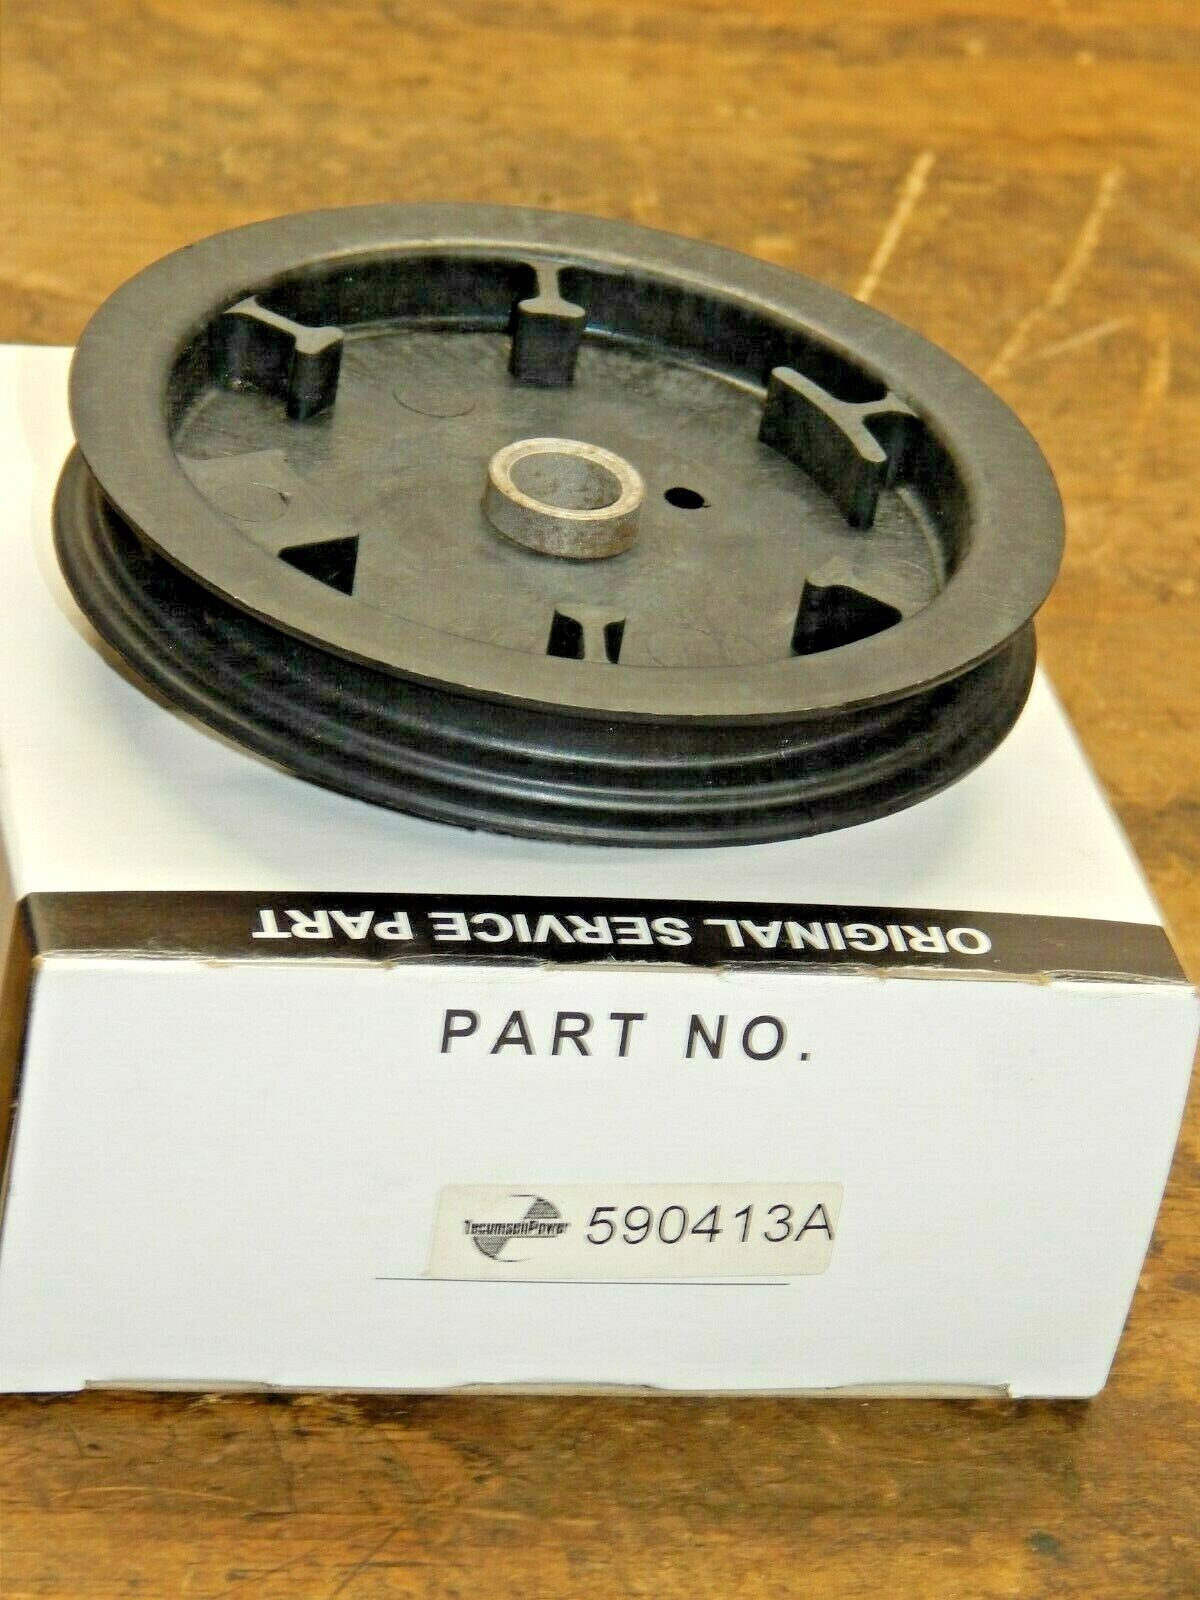 ORIGINAL SERVICE PART
PART NO.
TecumsehPower 590413A